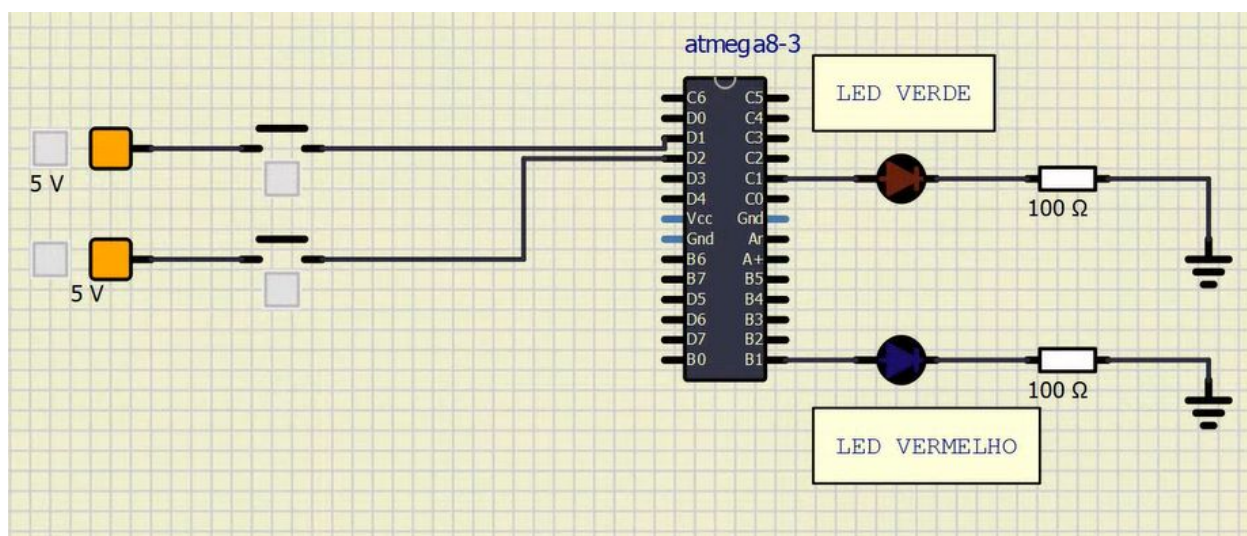 atmega8-3
LED VERDE
C6 C5
D0 C4
D1 C3
D2 C2
D3 C1
D4 C0
Vcc Gnd
Gnd Ar
B6 A+
B7 B5
D5 B4
D6 B3
D7 B2
B0 B1
5 V
5 V
100 Ω
100 Ω
LED VERMELHO